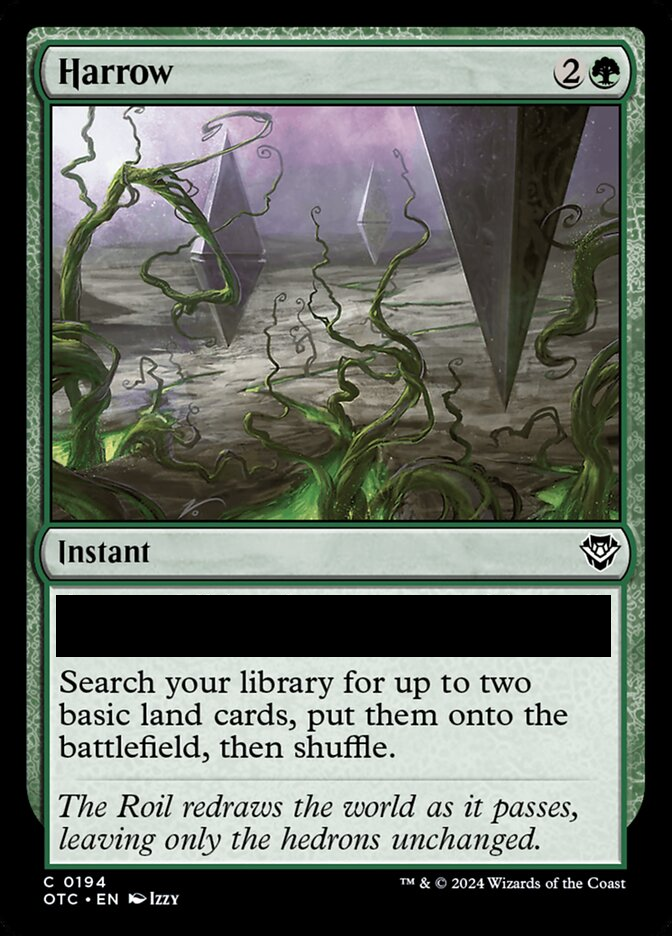 Harrow
2
Instant
Search your library for up to two
basic land cards, put them onto the
battlefield, then shuffle.
The Roil redraws the world as it passes,
leaving only the hedrons unchanged.
C 0194
™ & © 2024 Wizards of the Coast
OTC • EN Izzy